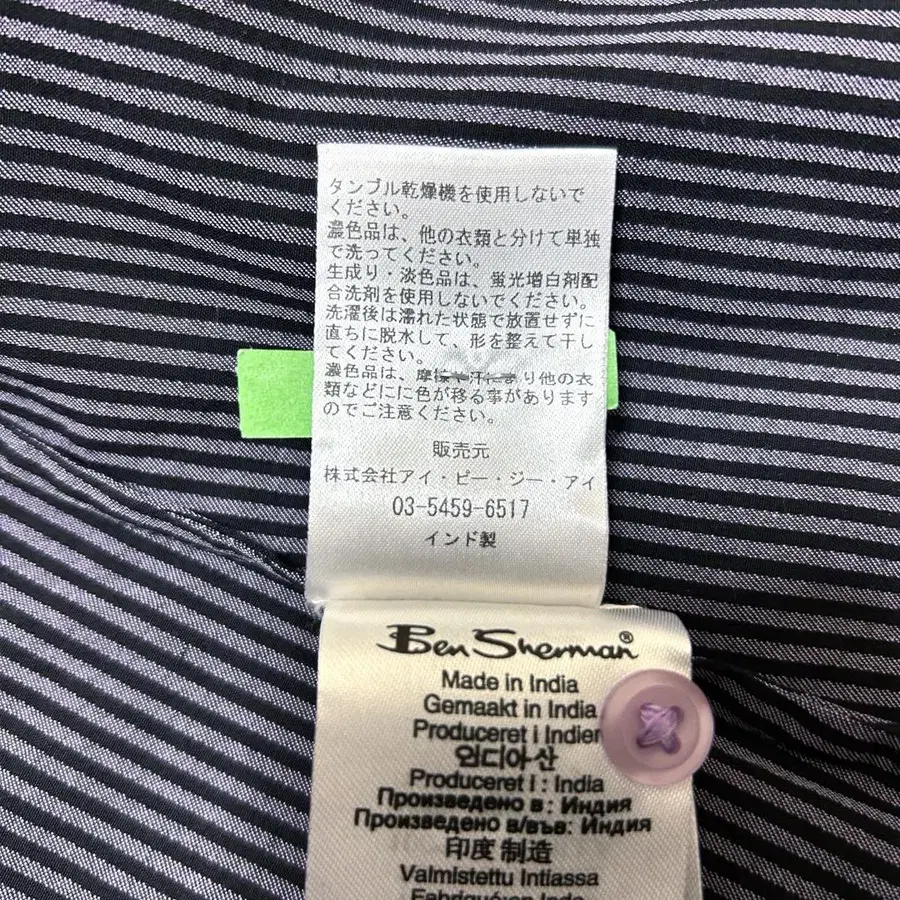 タンブル乾燥機を使用しないで
ください。
濃色品は、他の衣類と分けて単独
で洗ってください。
生成り・淡色品は、蛍光増白剤配
合洗剤を使用しないでください。
洗濯後は濡れた状態で放置せずに
直ちに脱水して、形を整えて干し
てください。
濃色品は、摩擦や汗により他の衣
類などにに色が移る事があります
のでご注意ください。
販売元
株式会社アイ・ピー・ジー・アイ
03-5459-6517
インド製
Ben Sherman®
Made in India
Gemaakt in India
Produceret i Indien
인디아산
Produceret i : India
Произведено в : Индия
Произведено в/във: Индия
印度 制造
Valmistettu Intiassa